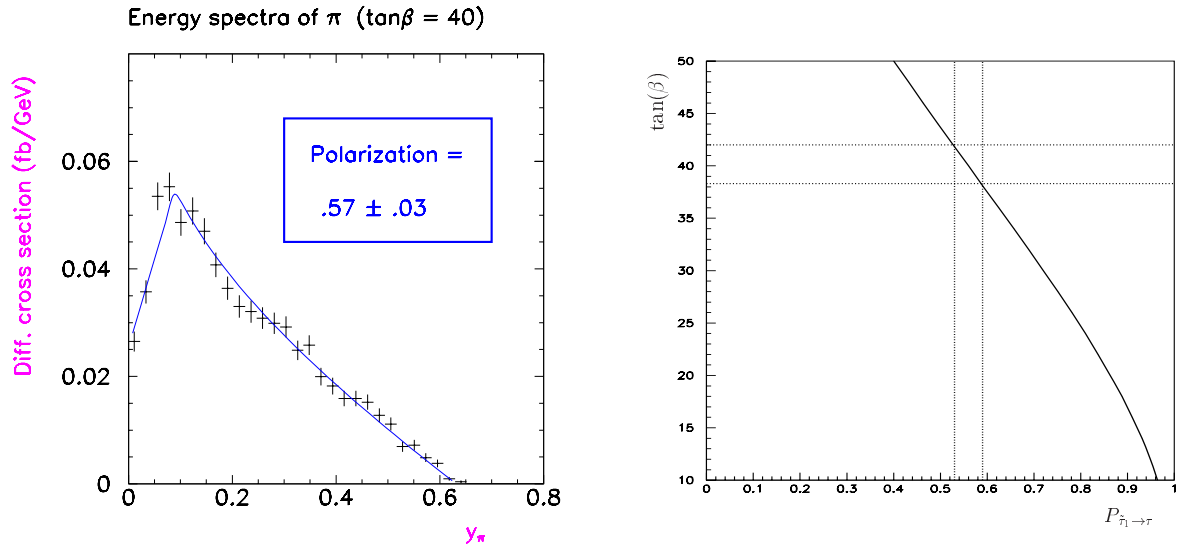 Energy spectra of π (tanβ = 40)
Diff. cross section (fb/GeV)
0.06
0.04
0.02
0
Polarization =
.57 ± .03
0 0.2 0.4 0.6 0.8
y_π
tan(β)
50
45
40
35
30
25
20
15
10
0 0.1 0.2 0.3 0.4 0.5 0.6 0.7 0.8 0.9 1
P_τ̃₁→τ